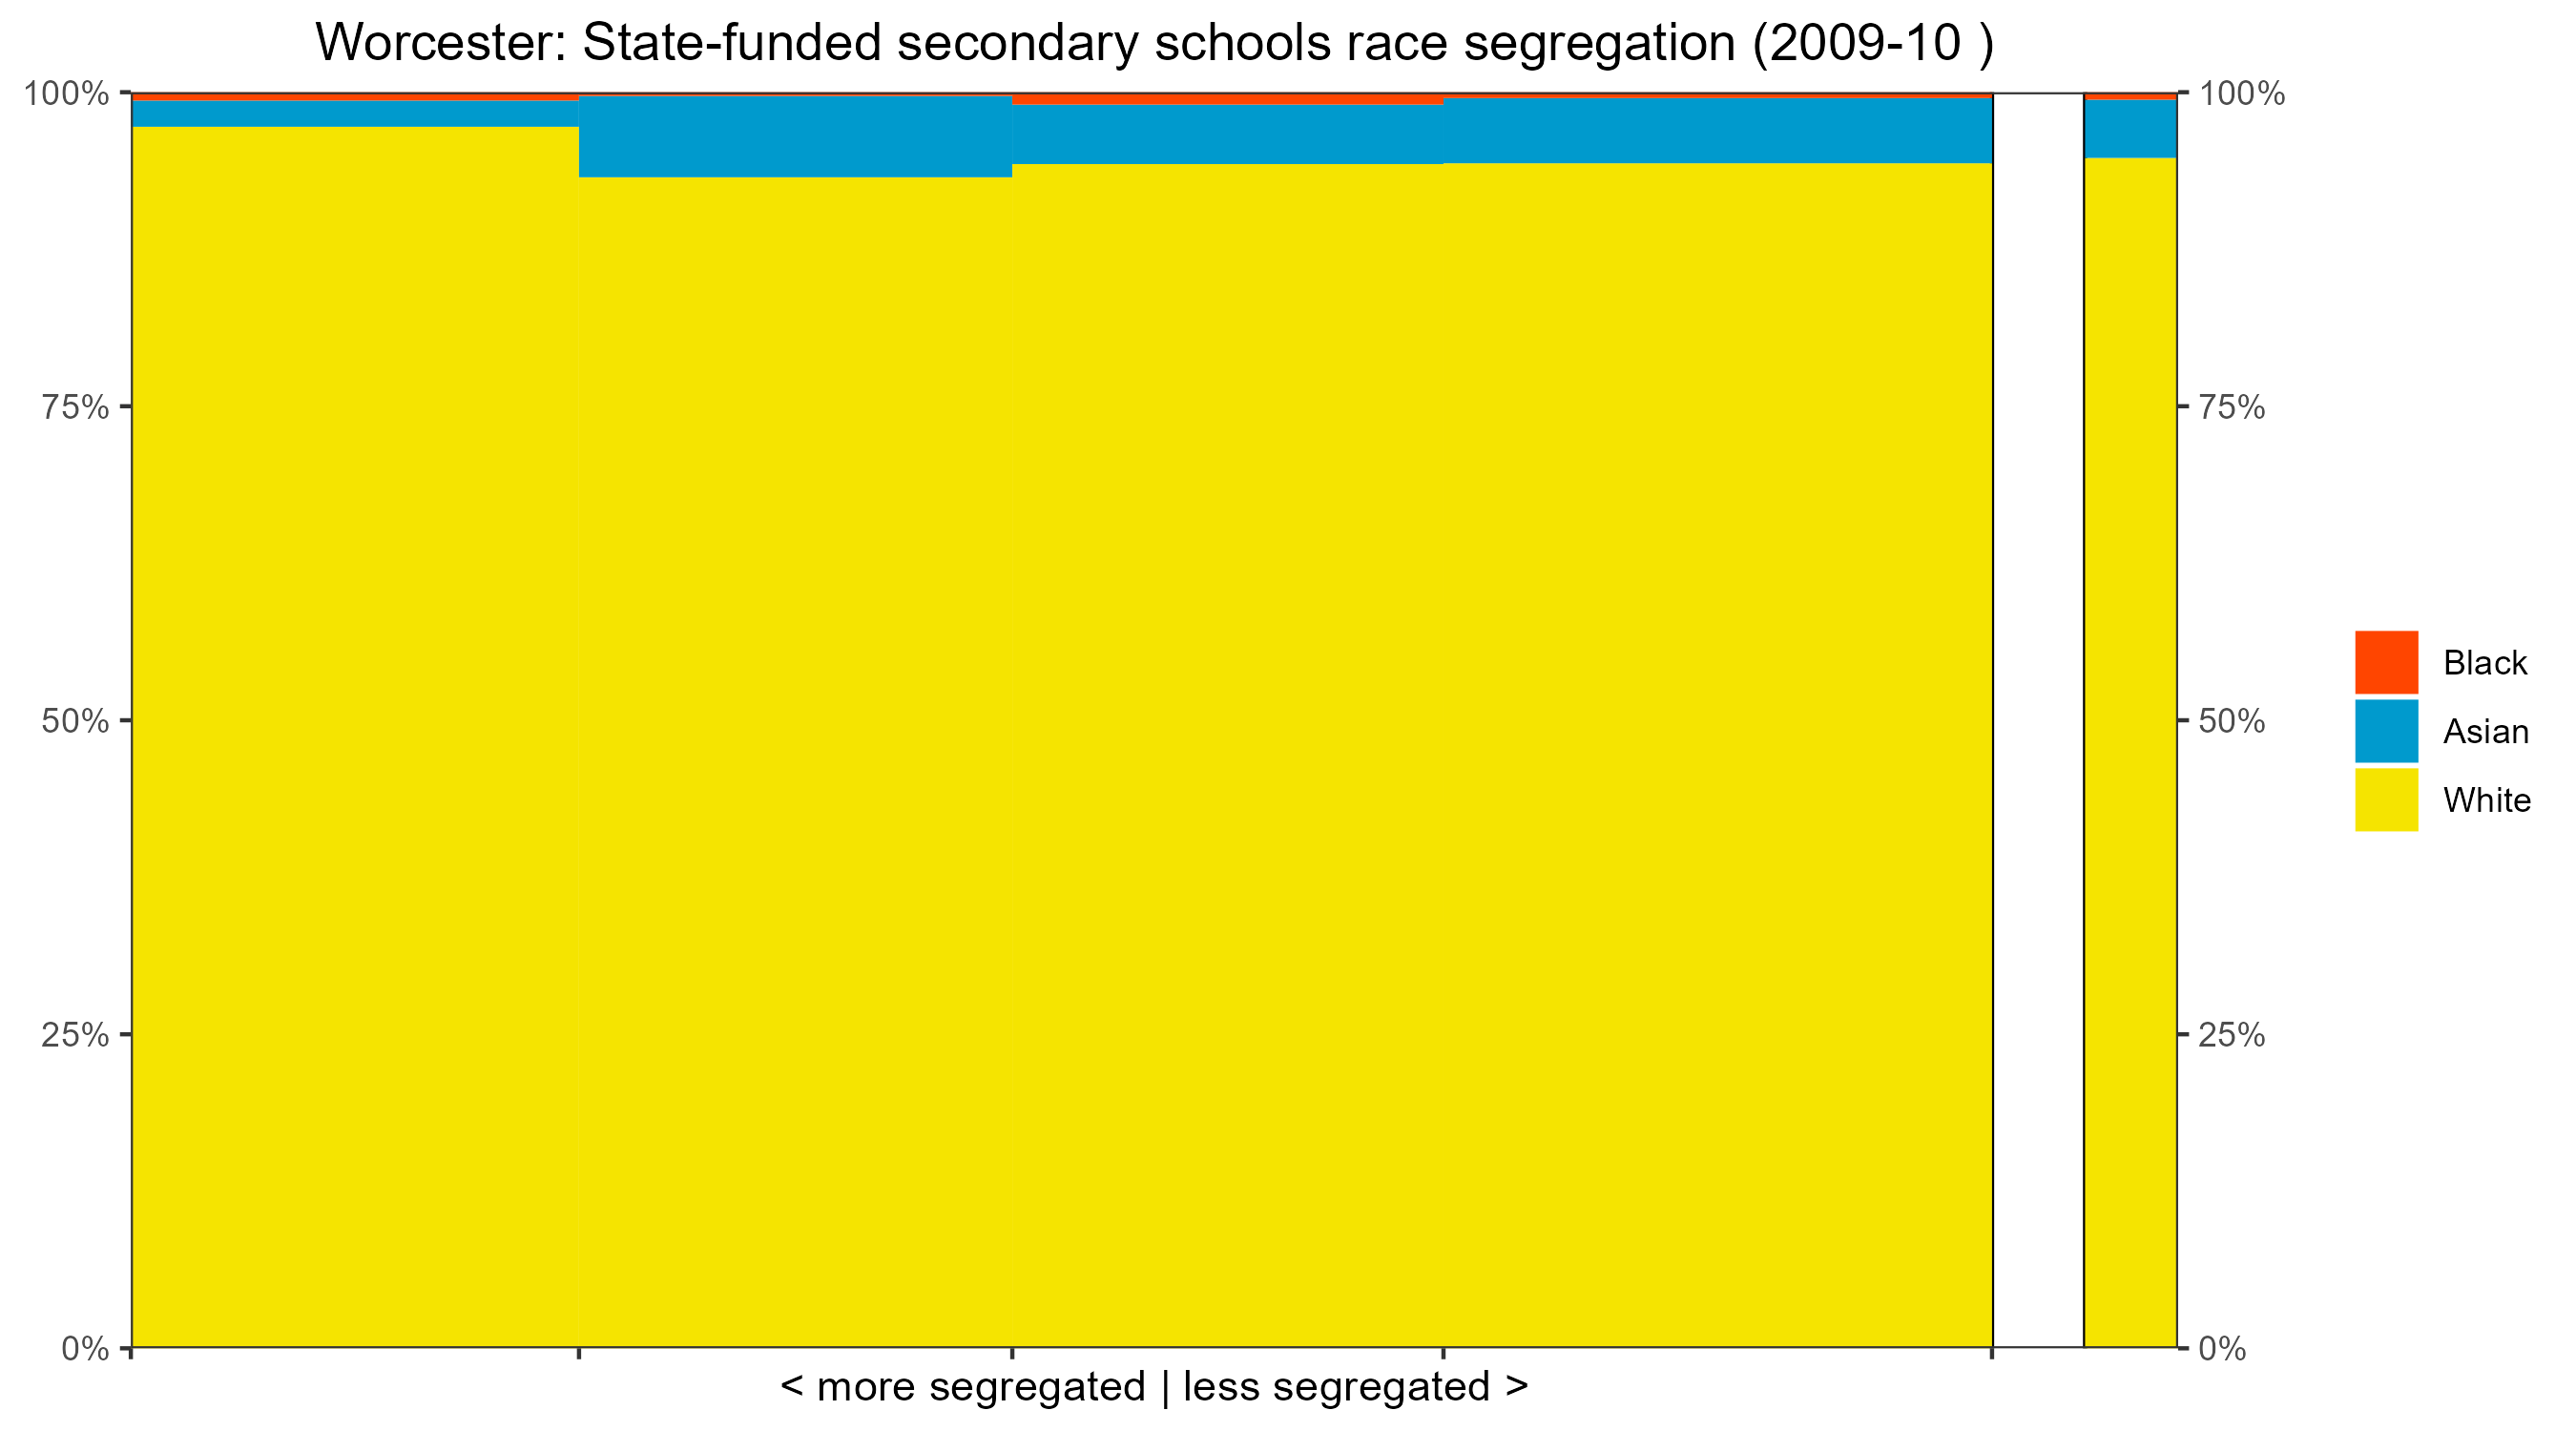 Worcester: State-funded secondary schools race segregation (2009-10 )
100%
75%
50%
25%
0%
100%
75%
50%
25%
0%
Black
Asian
White
< more segregated | less segregated >